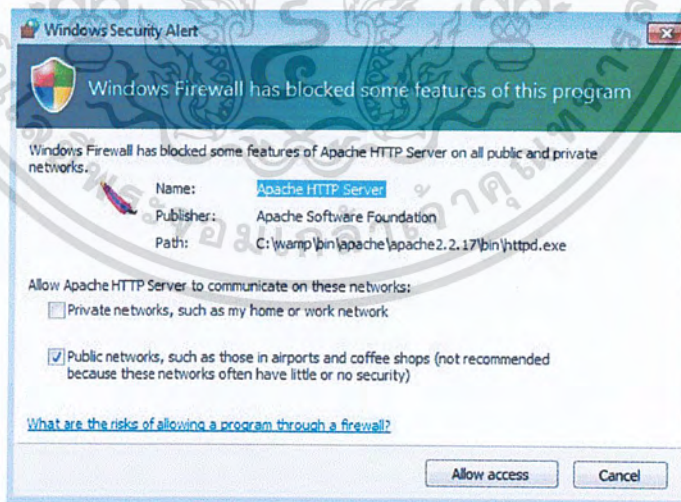 Windows Security Alert
Windows Firewall has blocked some features of this program
Windows Firewall has blocked some features of Apache HTTP Server on all public and private
networks.
Name: Apache HTTP Server
Publisher: Apache Software Foundation
Path: C:\wamp\bin\apache\apache2.2.17\bin\httpd.exe
Allow Apache HTTP Server to communicate on these networks:
Private networks, such as my home or work network
Public networks, such as those in airports and coffee shops (not recommended
because these networks often have little or no security)
What are the risks of allowing a program through a firewall?
Allow access Cancel